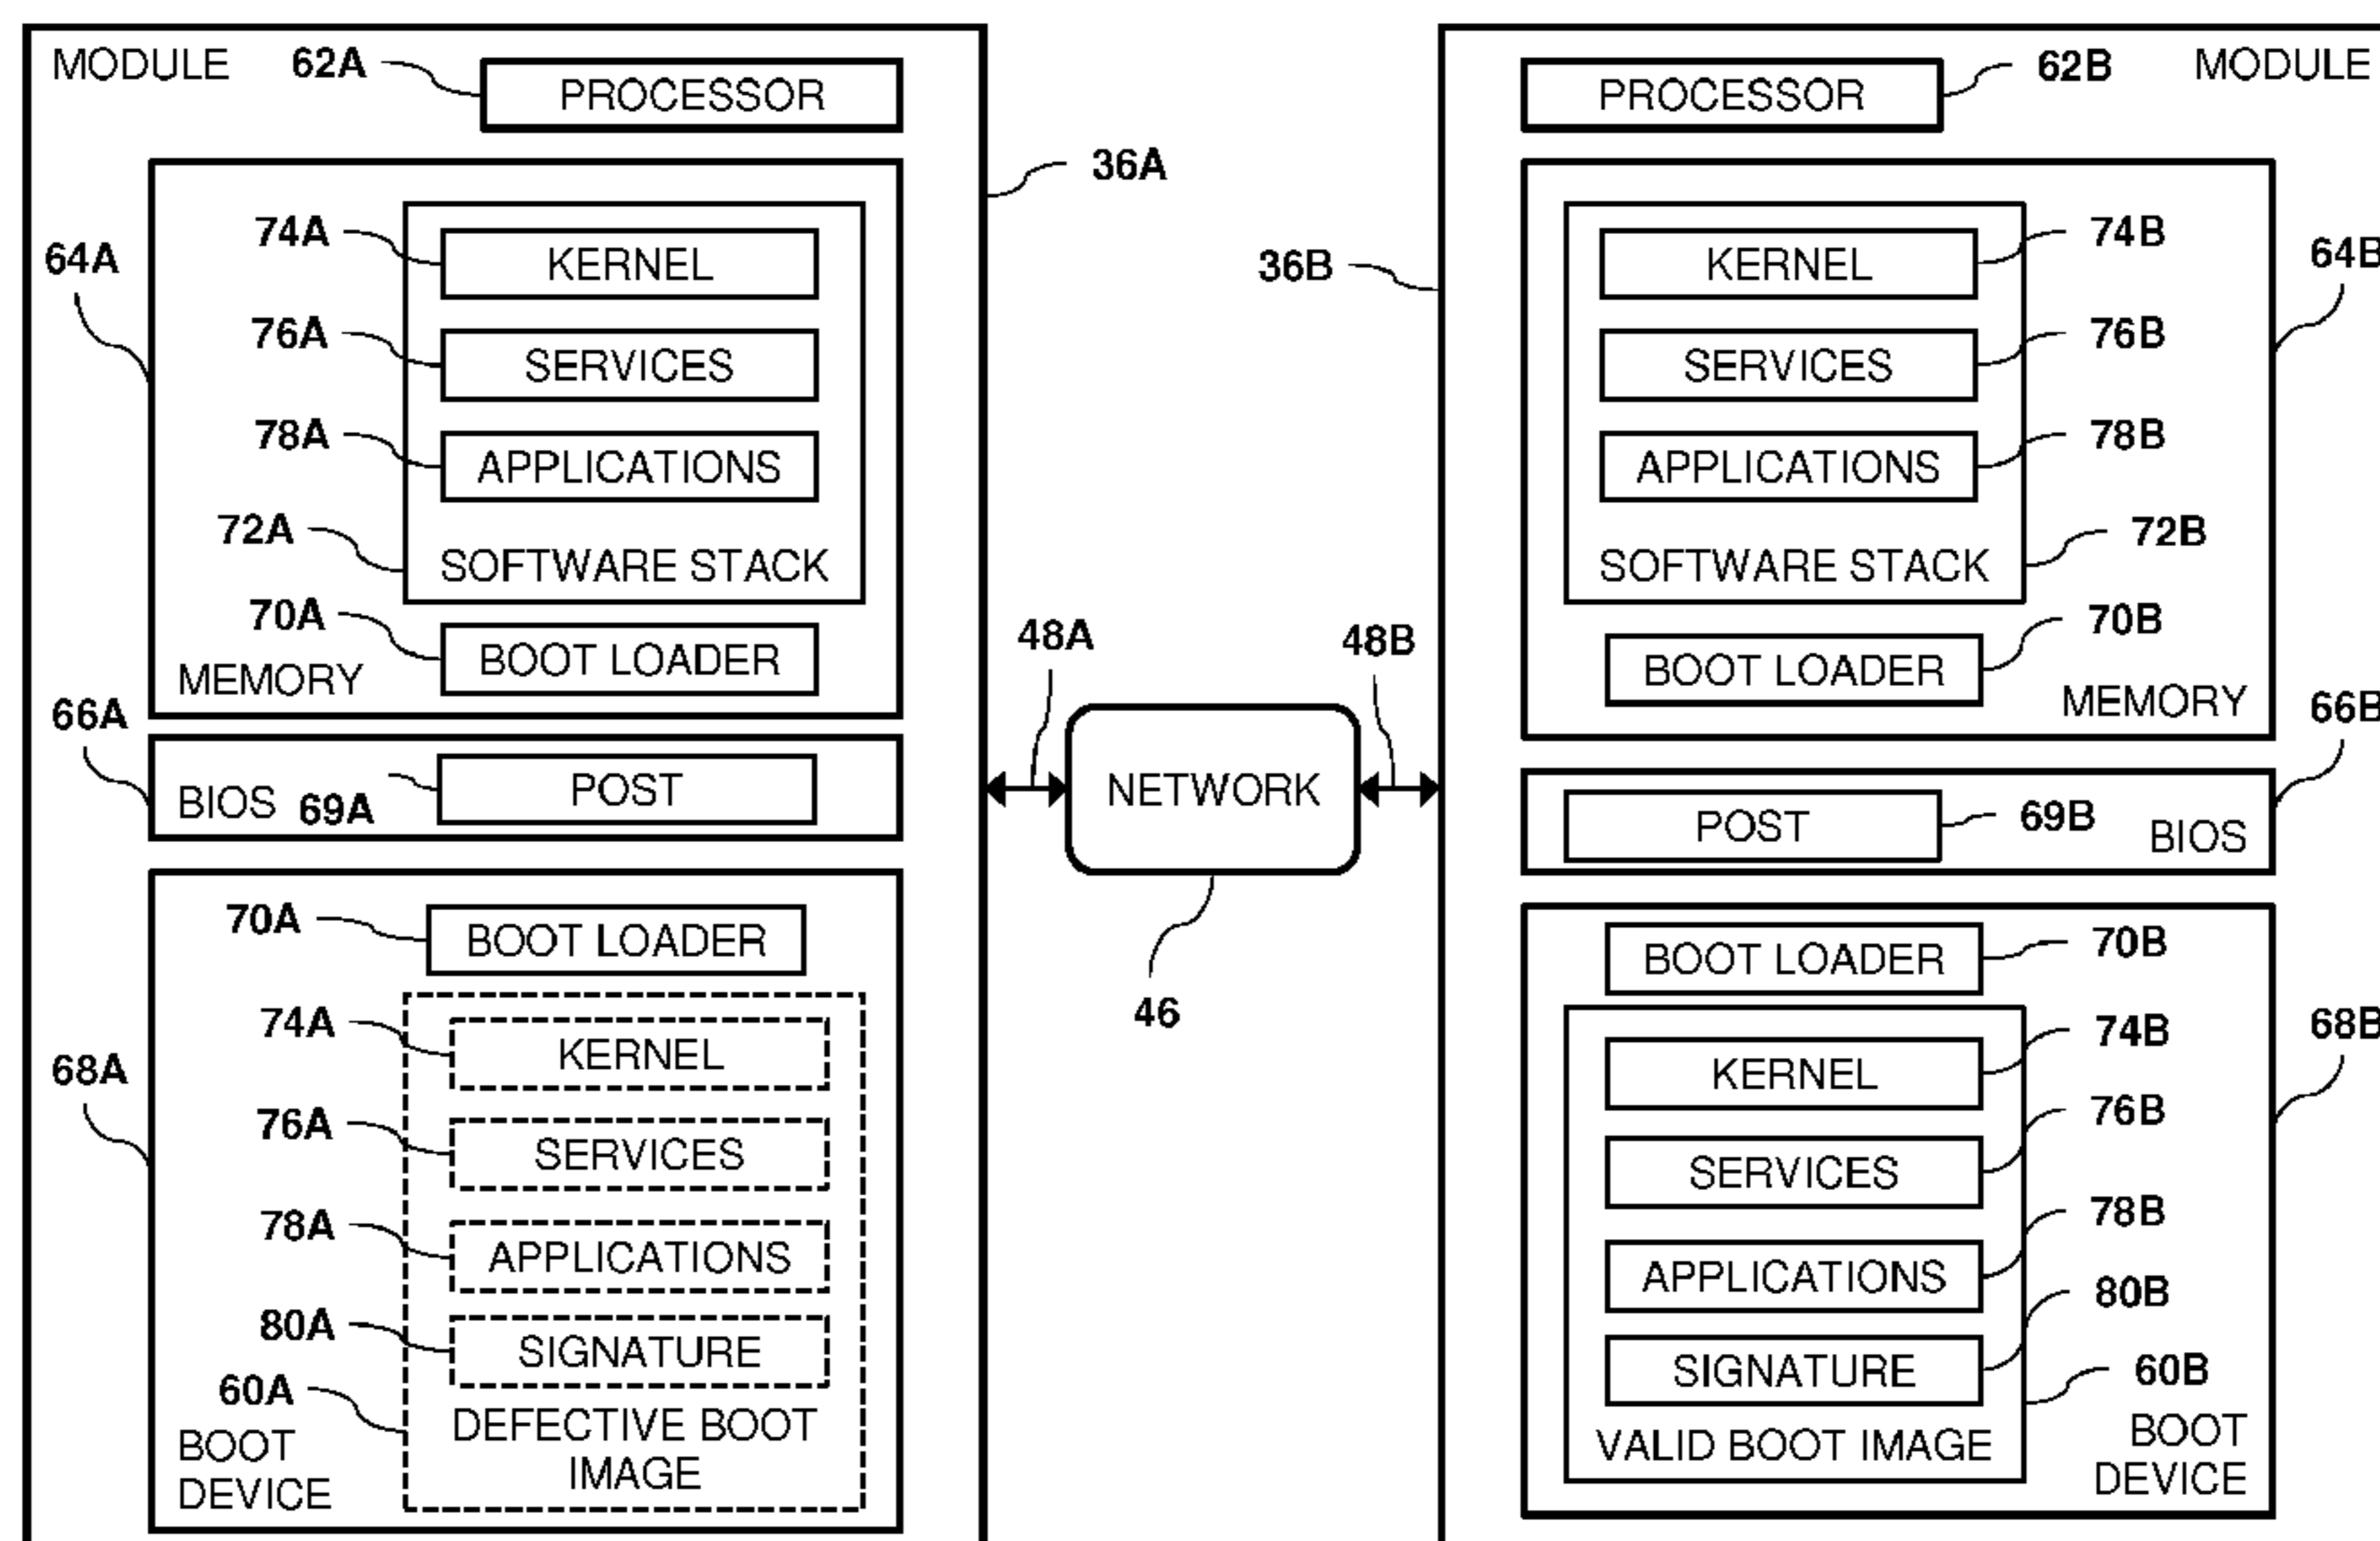 MODULE
62A
PROCESSOR
36A
64A
74A
KERNEL
76A
SERVICES
78A
APPLICATIONS
72A
SOFTWARE STACK
70A
BOOT LOADER
MEMORY
66A
BIOS
69A
POST
70A
BOOT LOADER
68A
74A
KERNEL
76A
SERVICES
78A
APPLICATIONS
80A
SIGNATURE
60A
DEFECTIVE BOOT
IMAGE
BOOT
DEVICE
48A
48B
NETWORK
46
PROCESSOR
62B
MODULE
36B
KERNEL
74B
64B
SERVICES
76B
APPLICATIONS
78B
SOFTWARE STACK
72B
BOOT LOADER
70B
MEMORY
66B
POST
69B
BIOS
BOOT LOADER
70B
KERNEL
74B
68B
SERVICES
76B
APPLICATIONS
78B
SIGNATURE
80B
VALID BOOT IMAGE
60B
BOOT
DEVICE